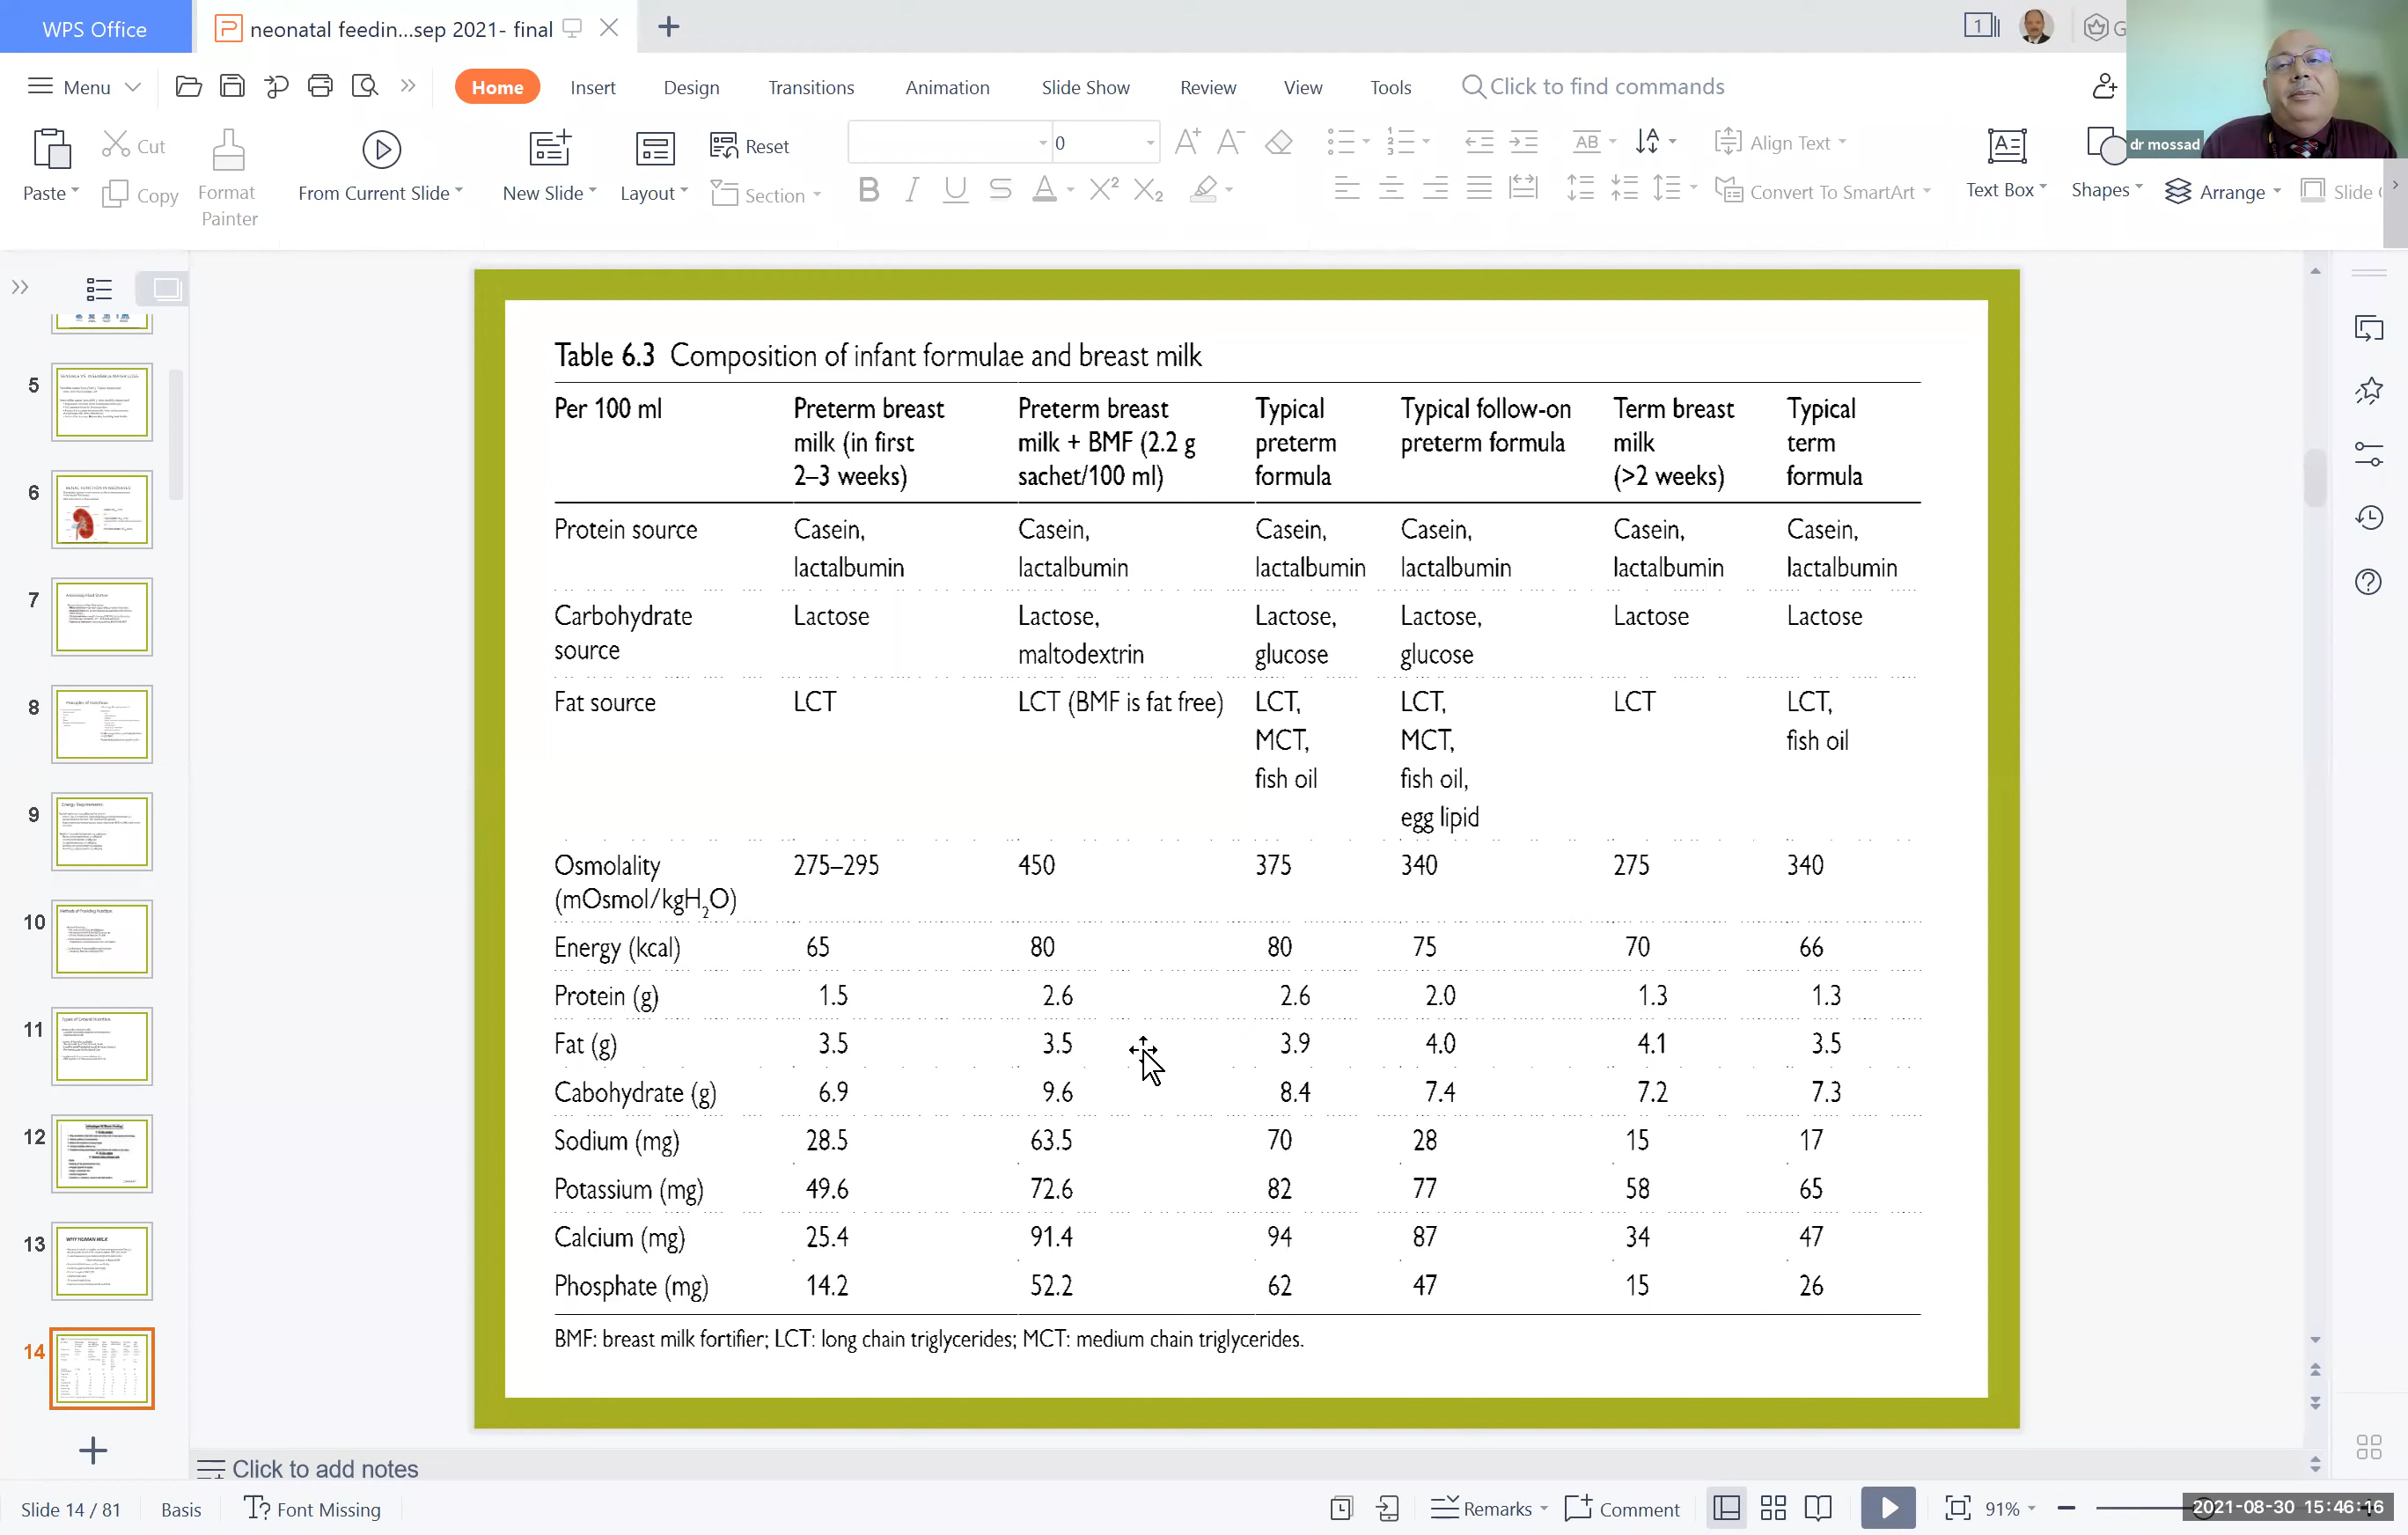 WPS Office
neonatal feedin...sep 2021- final
1
G
Menu
Home Insert Design Transitions Animation Slide Show Review View Tools Click to find commands
Paste
Cut
Copy
Format
Painter
From Current Slide
New Slide
Layout
Reset
Section
0
Align Text
Convert To SmartArt
Text Box
Shapes
Arrange
Slide
dr mossad
5
6
7
8
9
10
11
12
13
14
Table 6.3 Composition of infant formulae and breast milk
Per 100 ml
Preterm breast
milk (in first
2–3 weeks)
Preterm breast
milk + BMF (2.2 g
sachet/100 ml)
Typical
preterm
formula
Typical follow-on
preterm formula
Term breast
milk
(>2 weeks)
Typical
term
formula
Protein source Casein, Casein, Casein, Casein, Casein, Casein,
lactalbumin lactalbumin lactalbumin lactalbumin lactalbumin lactalbumin
Carbohydrate Lactose Lactose, Lactose, Lactose, Lactose Lactose
source maltodextrin glucose glucose
Fat source LCT LCT (BMF is fat free) LCT, LCT, LCT LCT,
MCT, MCT, fish oil
fish oil fish oil,
egg lipid
Osmolality 275–295 450 375 340 275 340
(mOsmol/kgH₂O)
Energy (kcal) 65 80 80 75 70 66
Protein (g) 1.5 2.6 2.6 2.0 1.3 1.3
Fat (g) 3.5 3.5 3.9 4.0 4.1 3.5
Cabohydrate (g) 6.9 9.6 8.4 7.4 7.2 7.3
Sodium (mg) 28.5 63.5 70 28 15 17
Potassium (mg) 49.6 72.6 82 77 58 65
Calcium (mg) 25.4 91.4 94 87 34 47
Phosphate (mg) 14.2 52.2 62 47 15 26
BMF: breast milk fortifier; LCT: long chain triglycerides; MCT: medium chain triglycerides.
Click to add notes
Slide 14 / 81 Basis Font Missing
Remarks Comment 91%
2021-08-30 15:46:16